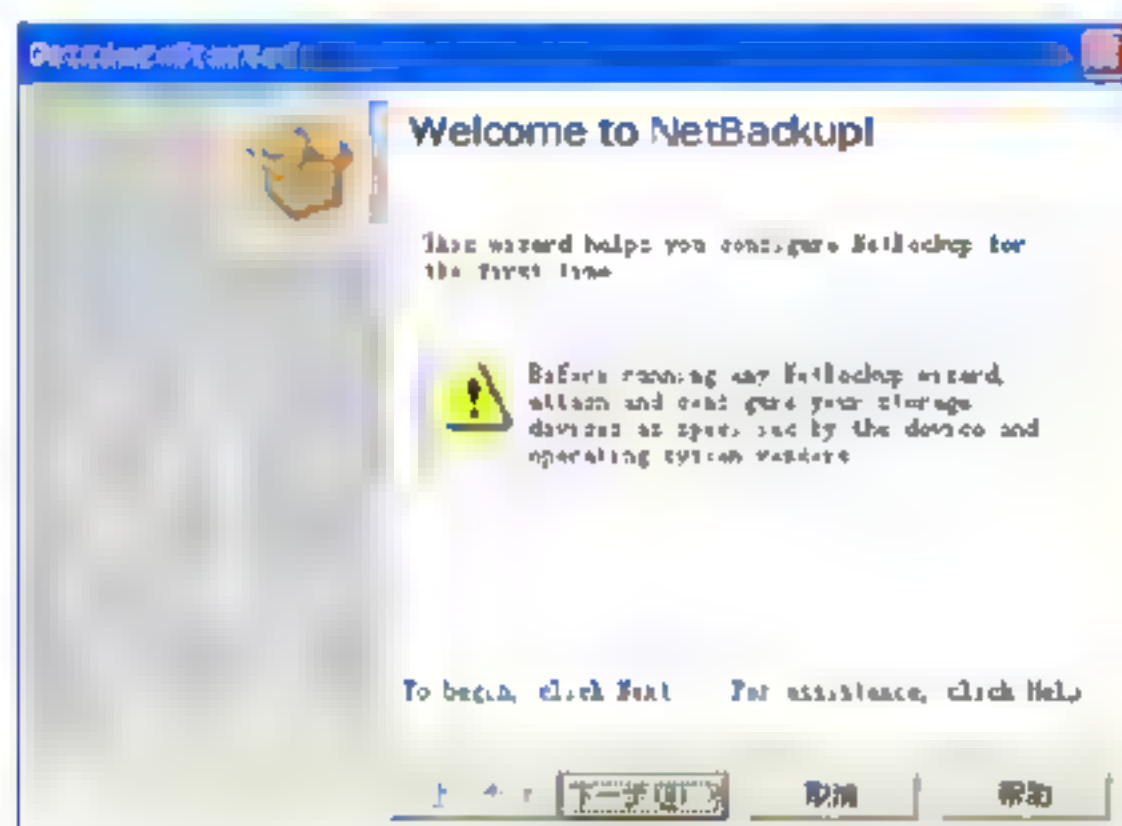 Welcome to NetBackup!
This wizard helps you configure NetBackup for
the first time
Before running any NetBackup wizard,
attach and configure your storage
devices as specified by the device and
operating system vendors
To begin, click Next For assistance, click Help
下一步(N) > 取消 帮助